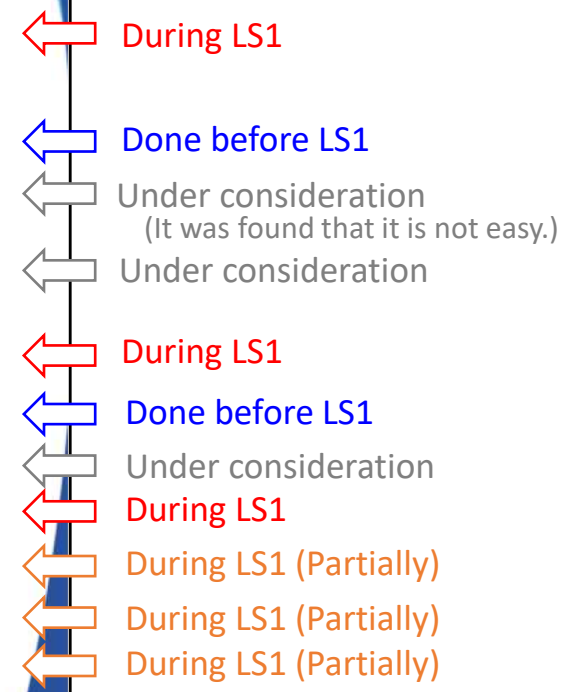 During LS1
Done before LS1
Under consideration
(It was found that it is not easy.)
Under consideration
During LS1
Done before LS1
Under consideration
During LS1
During LS1 (Partially)
During LS1 (Partially)
During LS1 (Partially)